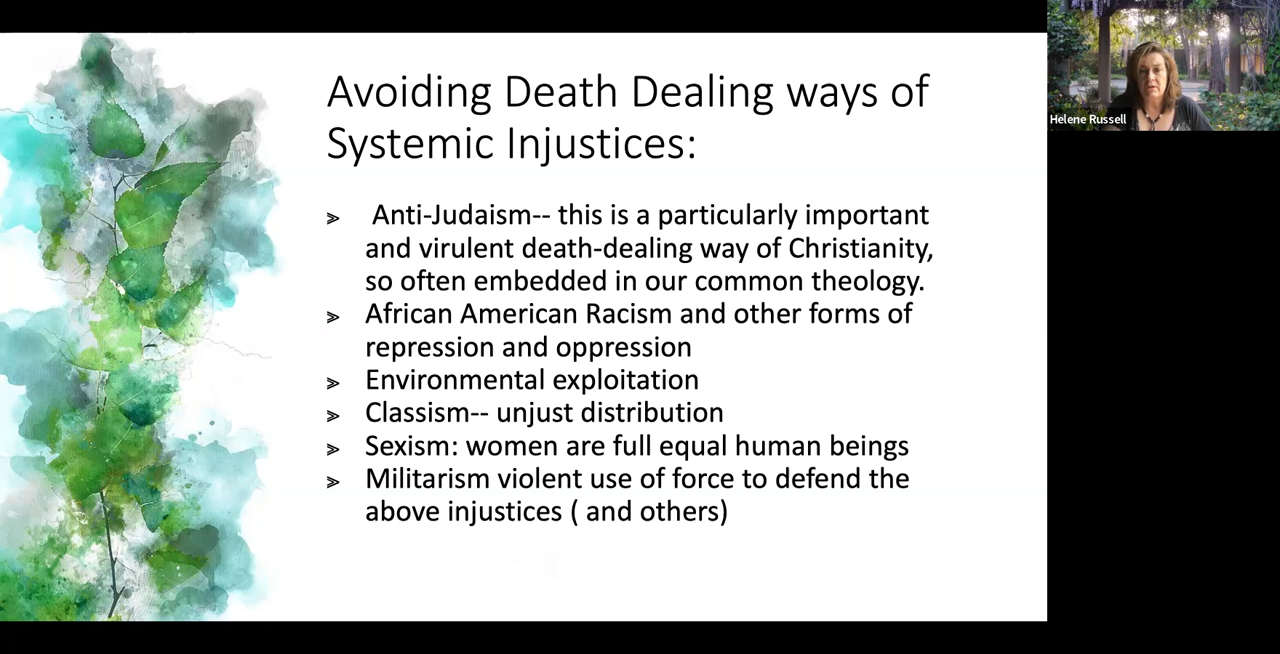 Avoiding Death Dealing ways of
Systemic Injustices:
Anti-Judaism-- this is a particularly important
and virulent death-dealing way of Christianity,
so often embedded in our common theology.
African American Racism and other forms of
repression and oppression
Environmental exploitation
Classism-- unjust distribution
Sexism: women are full equal human beings
Militarism violent use of force to defend the
above injustices ( and others)
Helene Russell